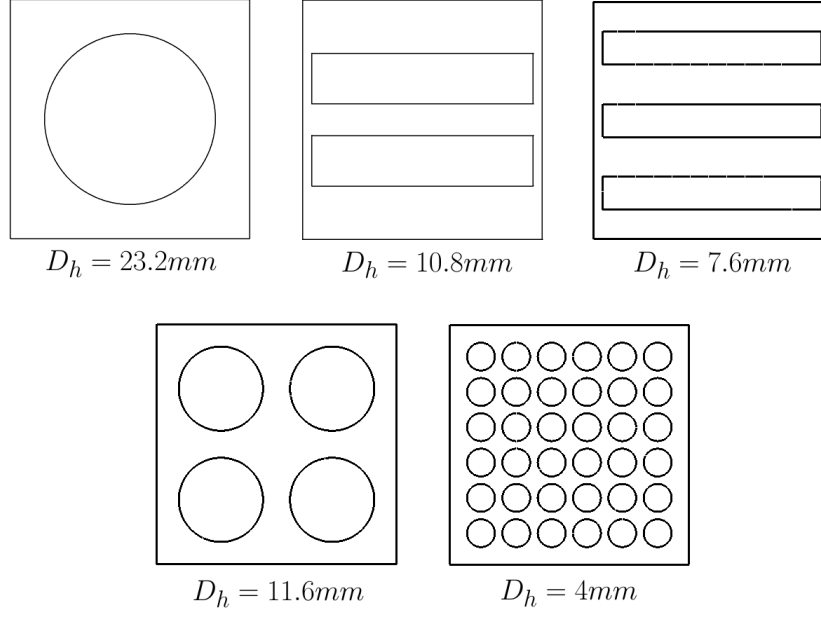 D_h = 23.2mm
D_h = 10.8mm
D_h = 7.6mm
D_h = 11.6mm
D_h = 4mm